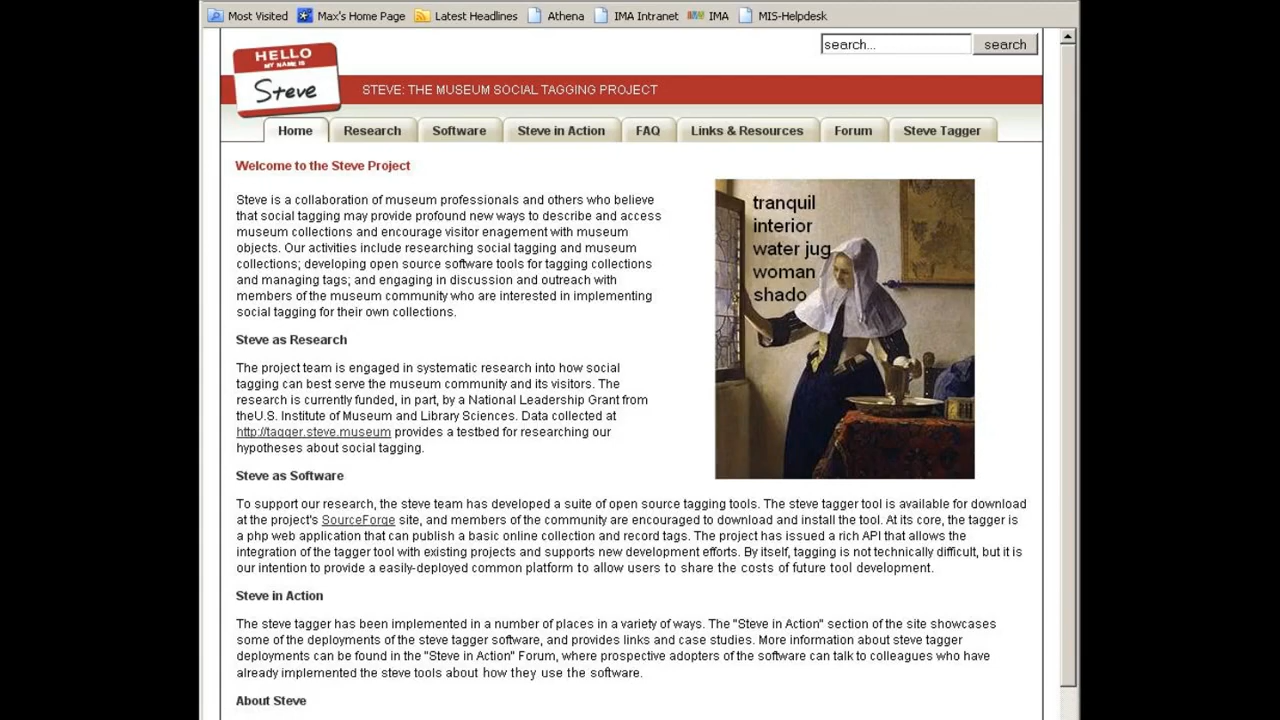 Most Visited Max's Home Page Latest Headlines Athena IMA Intranet IMA MIS-Helpdesk
search... search
HELLO
MY NAME IS
Steve
STEVE: THE MUSEUM SOCIAL TAGGING PROJECT
Home Research Software Steve in Action FAQ Links & Resources Forum Steve Tagger
Welcome to the Steve Project
Steve is a collaboration of museum professionals and others who believe
that social tagging may provide profound new ways to describe and access
museum collections and encourage visitor enagement with museum
objects. Our activities include researching social tagging and museum
collections; developing open source software tools for tagging collections
and managing tags; and engaging in discussion and outreach with
members of the museum community who are interested in implementing
social tagging for their own collections.
tranquil
interior
water jug
woman
shado
Steve as Research
The project team is engaged in systematic research into how social
tagging can best serve the museum community and its visitors. The
research is currently funded, in part, by a National Leadership Grant from
theU.S. Institute of Museum and Library Sciences. Data collected at
http://tagger.steve.museum provides a testbed for researching our
hypotheses about social tagging.
Steve as Software
To support our research, the steve team has developed a suite of open source tagging tools. The steve tagger tool is available for download
at the project's SourceForge site, and members of the community are encouraged to download and install the tool. At its core, the tagger is
a php web application that can publish a basic online collection and record tags. The project has issued a rich API that allows the
integration of the tagger tool with existing projects and supports new development efforts. By itself, tagging is not technically difficult, but it is
our intention to provide a easily-deployed common platform to allow users to share the costs of future tool development.
Steve in Action
The steve tagger has been implemented in a number of places in a variety of ways. The "Steve in Action" section of the site showcases
some of the deployments of the steve tagger software, and provides links and case studies. More information about steve tagger
deployments can be found in the "Steve in Action" Forum, where prospective adopters of the software can talk to colleagues who have
already implemented the steve tools about how they use the software.
About Steve